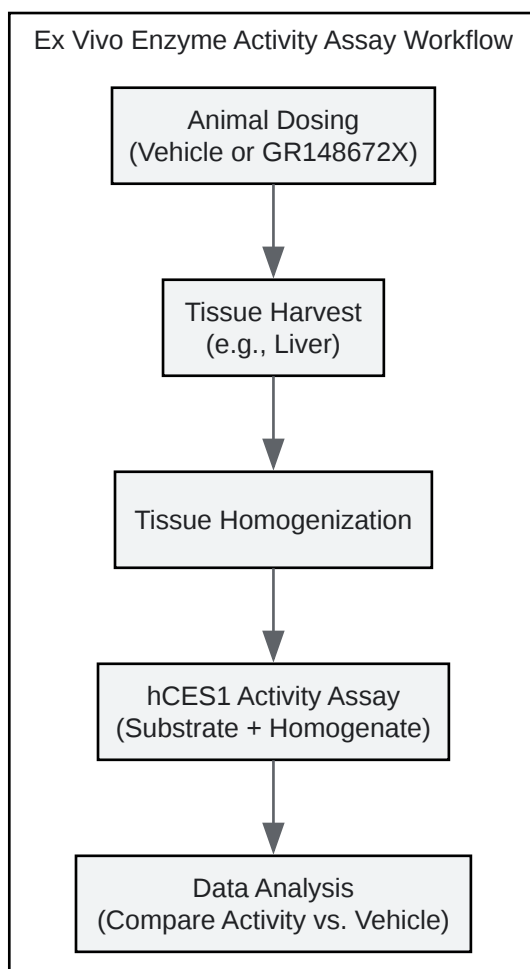 Ex Vivo Enzyme Activity Assay Workflow
Animal Dosing
(Vehicle or GR148672X)
Tissue Harvest
(e.g., Liver)
Tissue Homogenization
hCES1 Activity Assay
(Substrate + Homogenate)
Data Analysis
(Compare Activity vs. Vehicle)